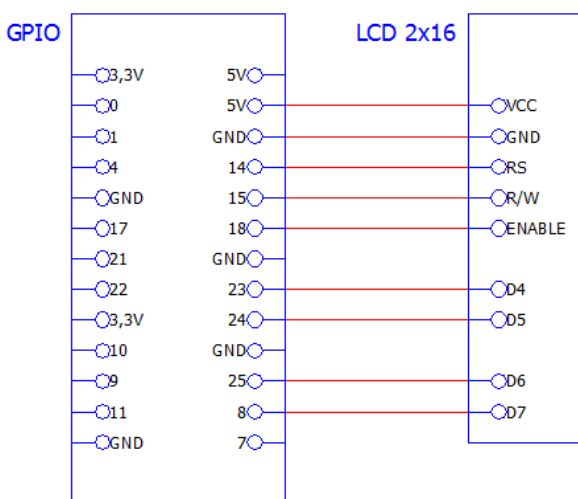 GPIO LCD 2x16
3,3V 5V
0 5V VCC
1 GND GND
4 14 RS
GND 15 R/W
17 18 ENABLE
21 GND
22 23 D4
3,3V 24 D5
10 GND
9 25 D6
11 8 D7
GND 7